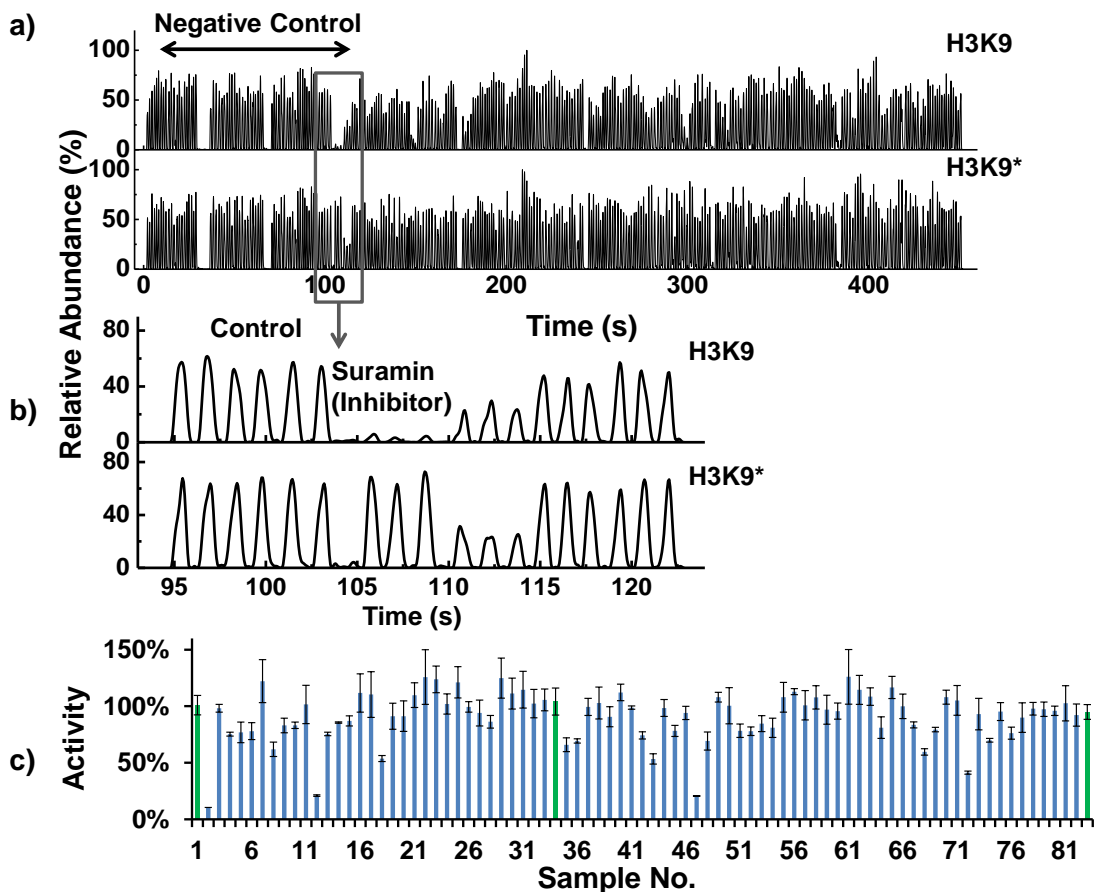 a)
Negative Control
H3K9
100%
50
0
H3K9*
100%
50
0
0 100 200 300 400
Time (s)
Relative Abundance (%)
b)
Control
Suramin
(Inhibitor)
H3K9
80
40
0
H3K9*
80
40
0
95 100 105 110 115 120
Time (s)
c)
Activity
150%
100%
50%
0%
1 6 11 16 21 26 31 36 41 46 51 56 61 66 71 76 81
Sample No.